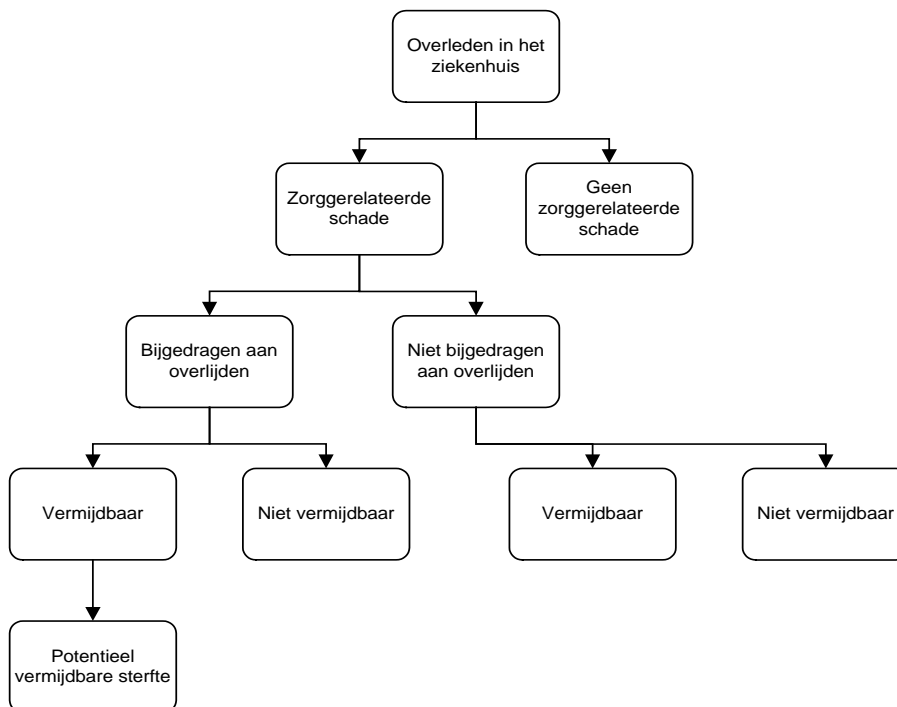 Overleden in het
ziekenhuis
Zorggerelateerde
schade
Geen
zorggerelateerde
schade
Bijgedragen aan
overlijden
Niet bijgedragen
aan overlijden
Vermijdbaar
Niet vermijdbaar
Vermijdbaar
Niet vermijdbaar
Potentieel
vermijdbare sterfte